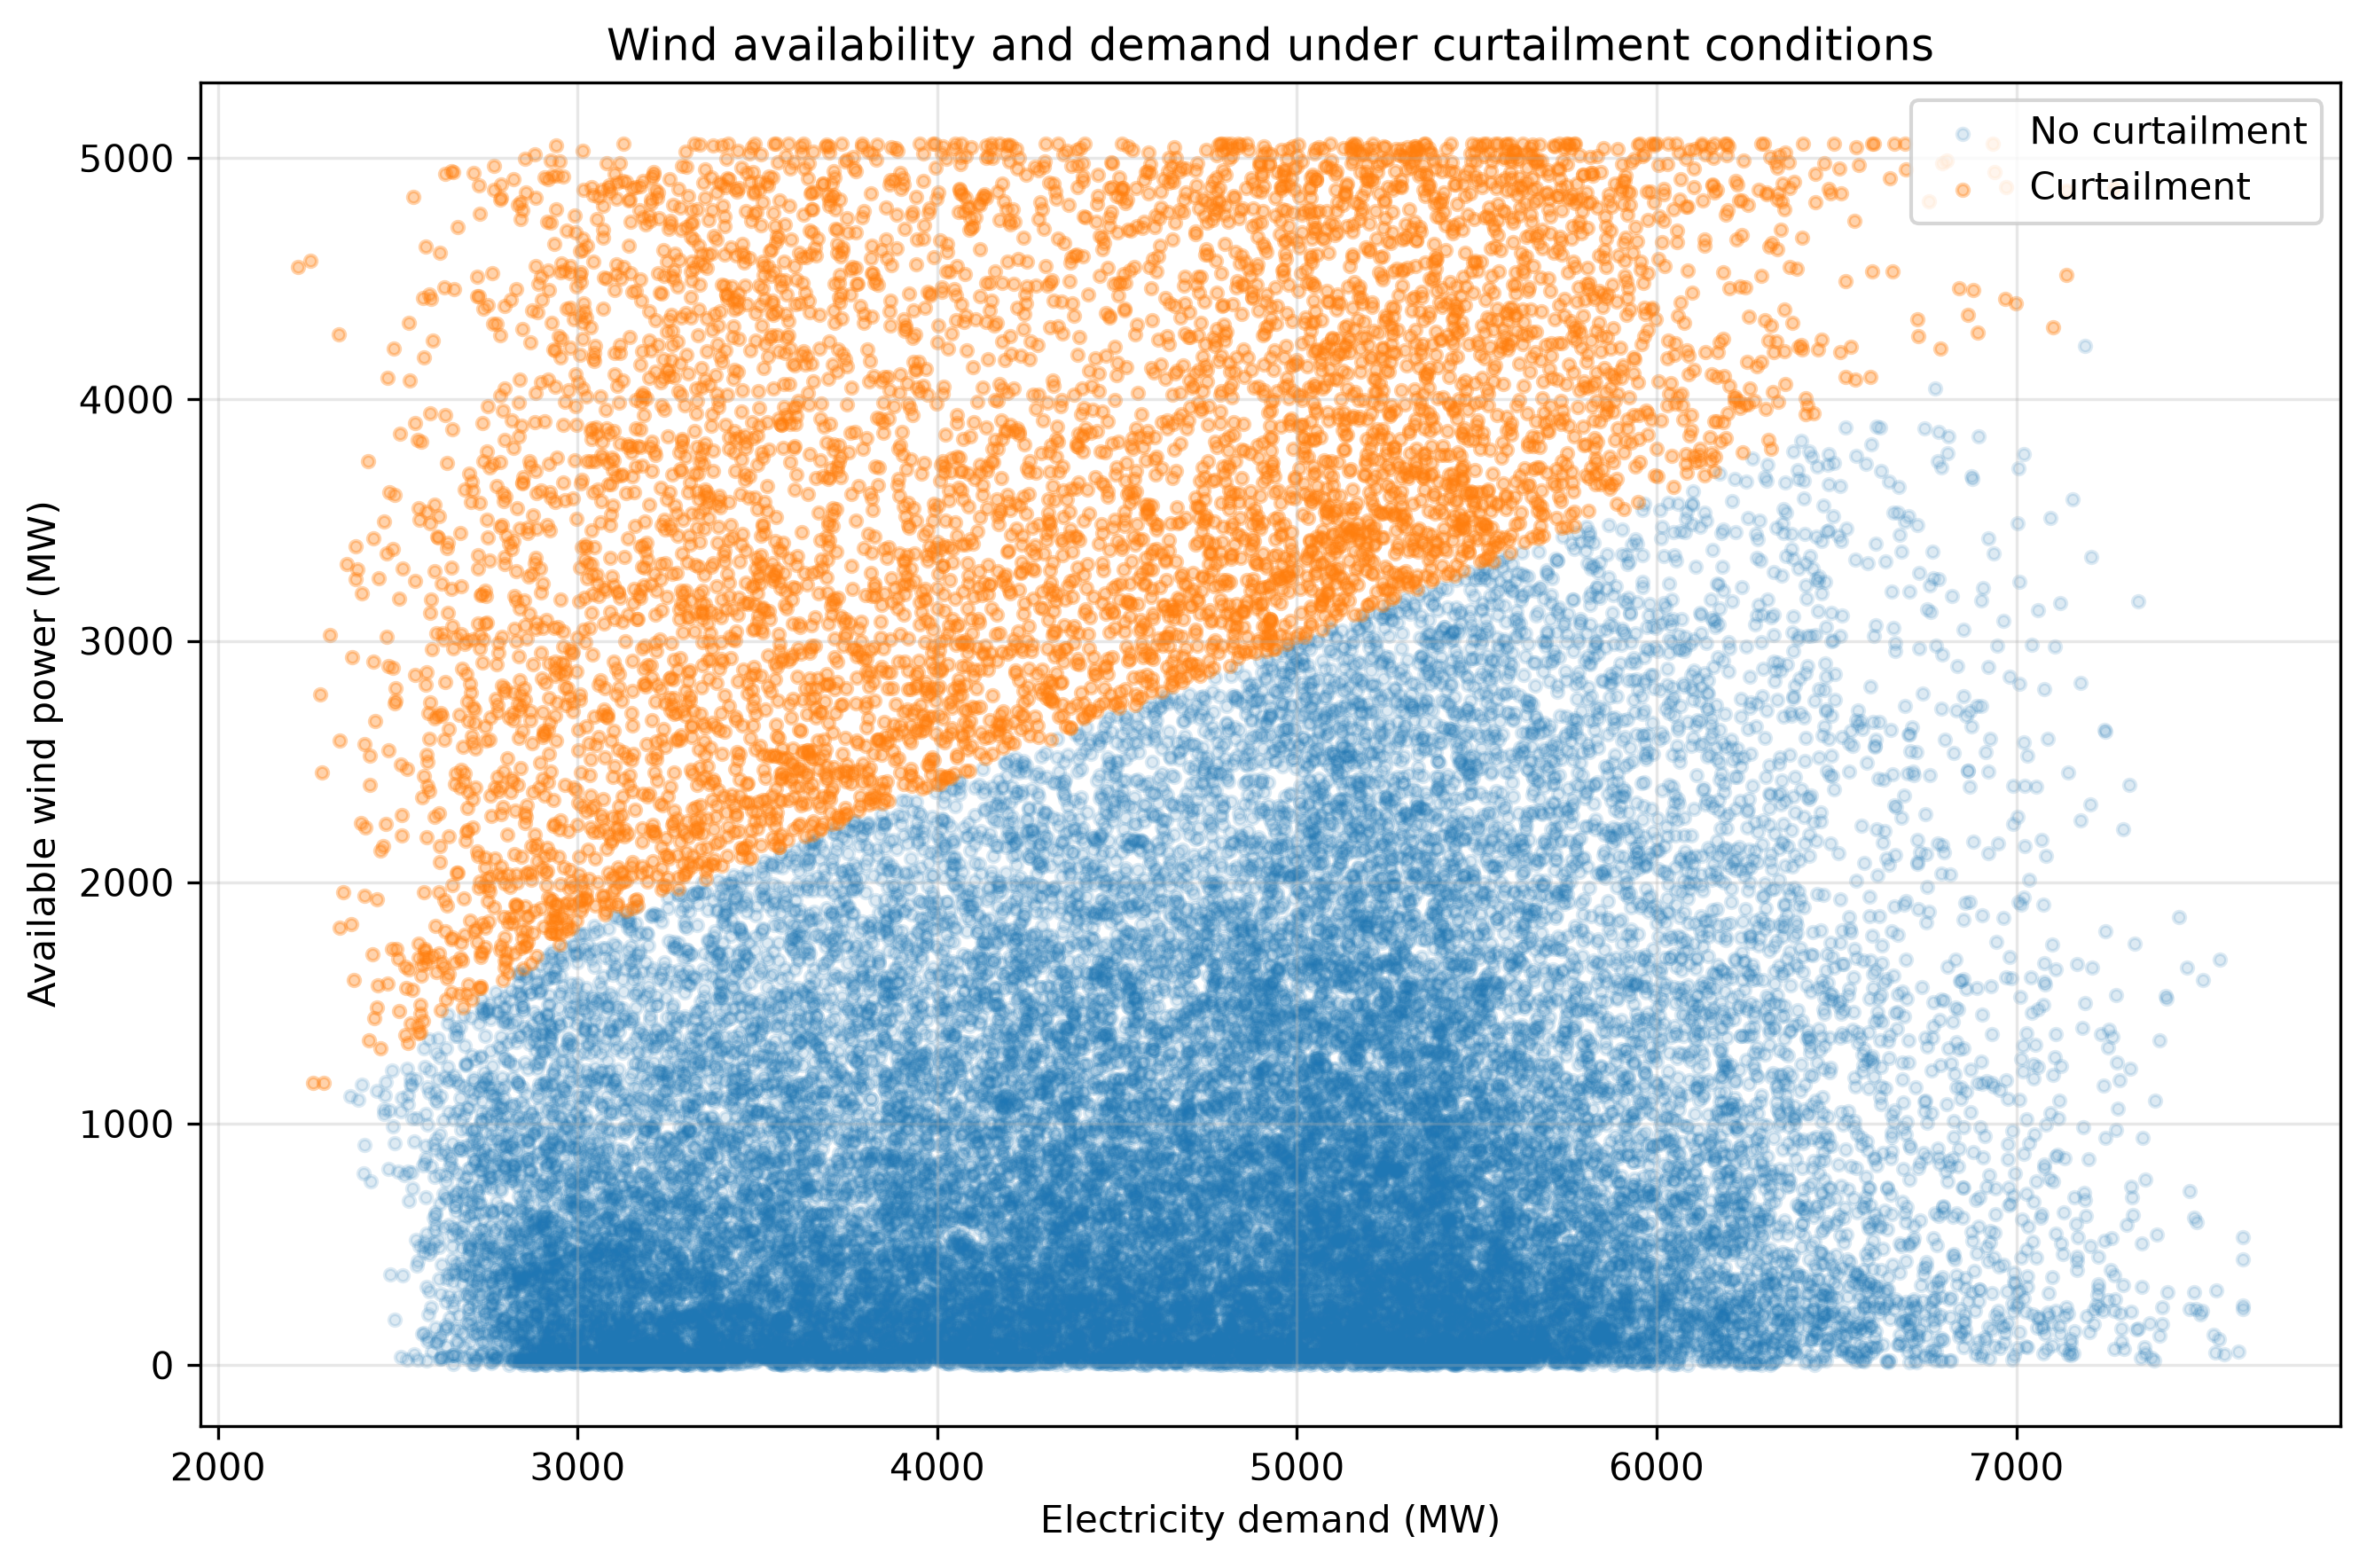 Wind availability and demand under curtailment conditions
No curtailment
Curtailment
Available wind power (MW)
5000
4000
3000
2000
1000
0
2000 3000 4000 5000 6000 7000
Electricity demand (MW)